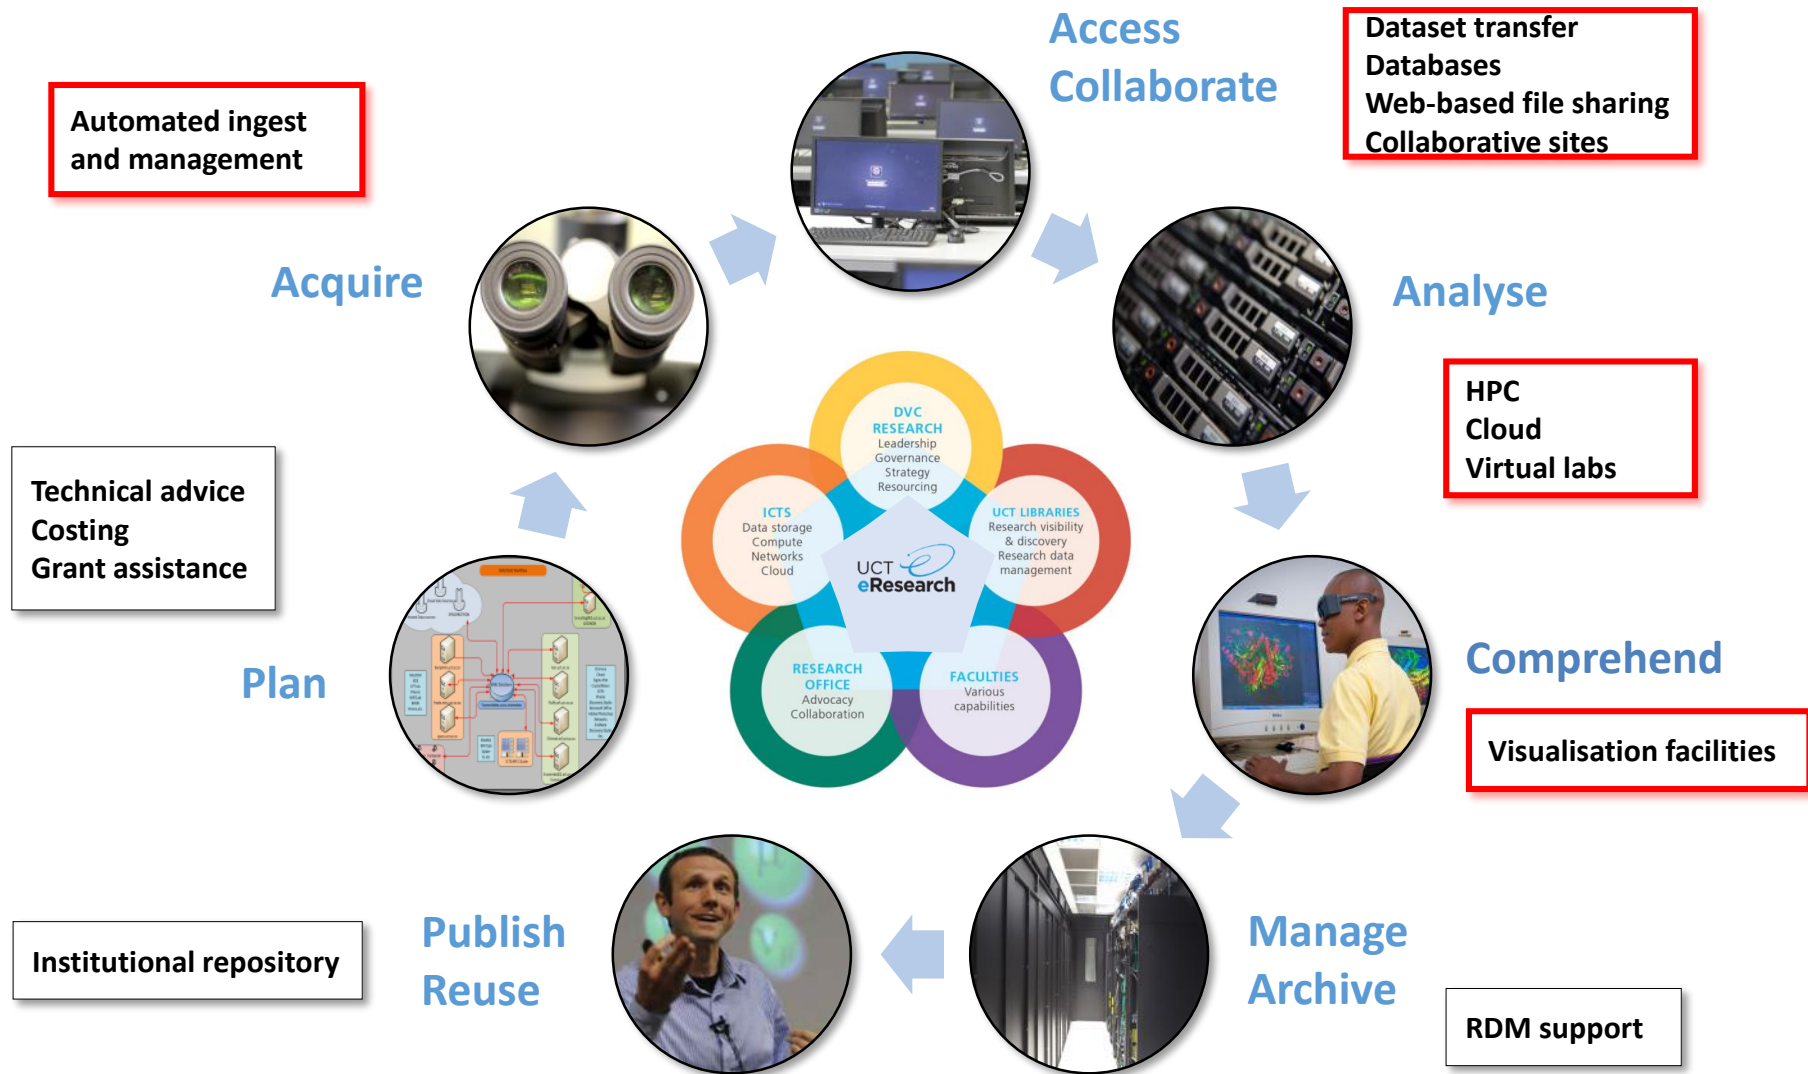 Access
Collaborate
Dataset transfer
Databases
Web-based file sharing
Collaborative sites
Automated ingest
and management
Acquire
Analyse
HPC
Cloud
Virtual labs
DVC
RESEARCH
Leadership
Governance
Strategy
Resourcing
ICTS
Data storage
Compute
Networks
Cloud
UCT LIBRARIES
Research visibility
& discovery
Research data
management
UCT
eResearch
RESEARCH
OFFICE
Advocacy
Collaboration
FACULTIES
Various
capabilities
Technical advice
Costing
Grant assistance
Plan
Comprehend
Visualisation facilities
Publish
Reuse
Institutional repository
Manage
Archive
RDM support